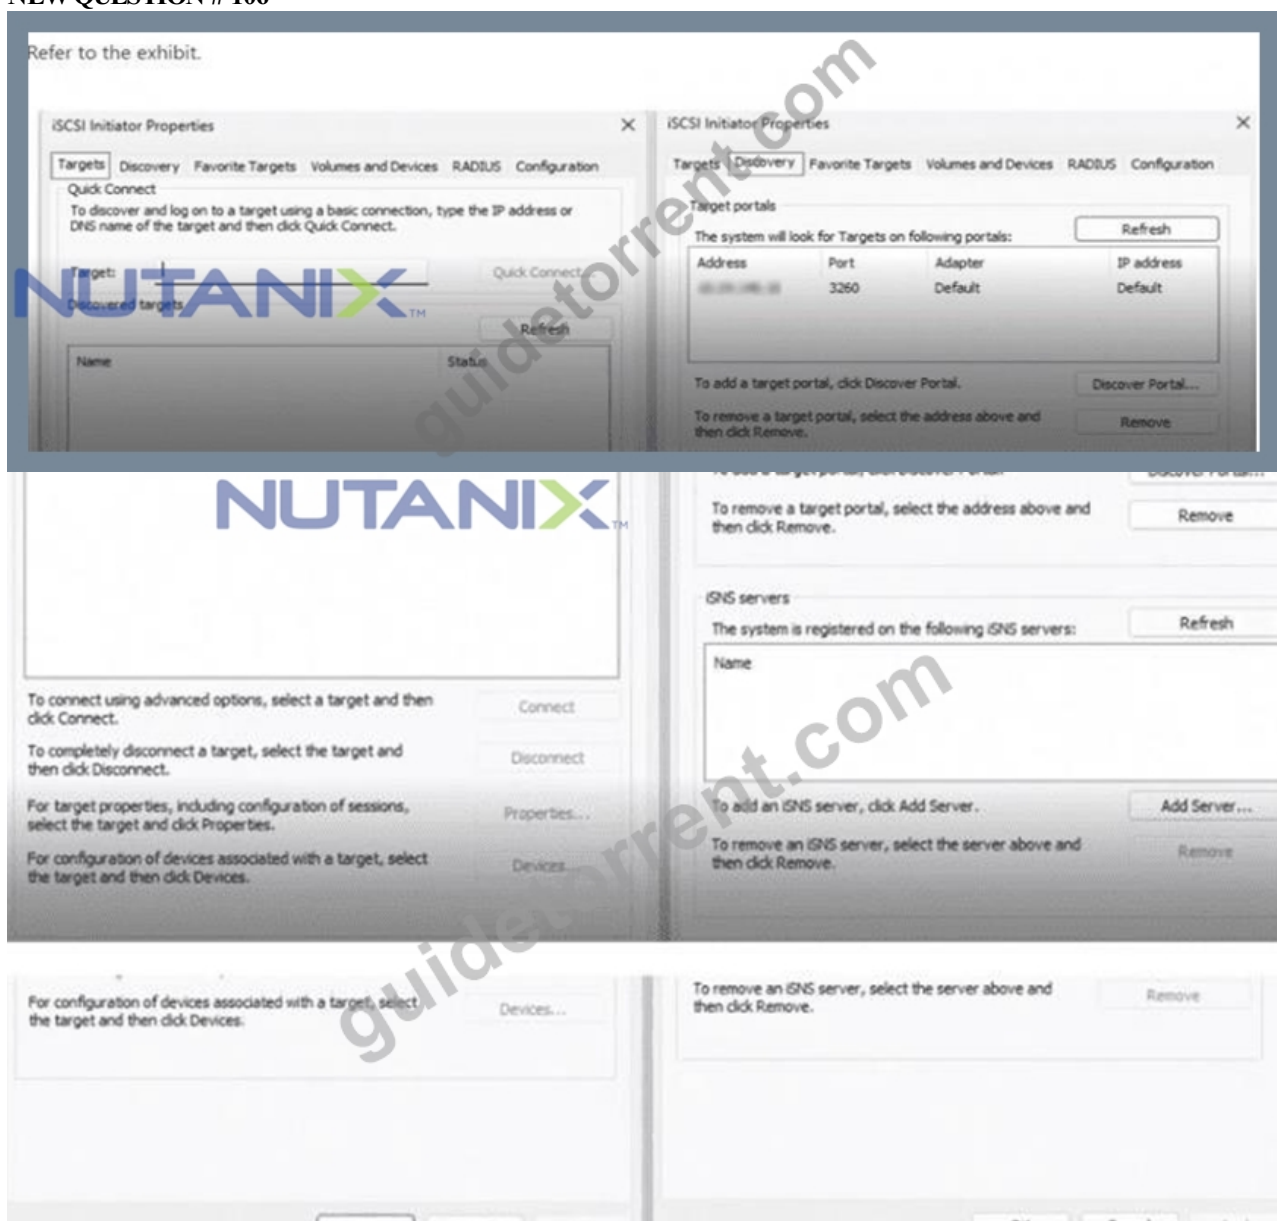 NEW QUESTION # 106
Refer to the exhibit.
iSCSI Initiator Properties
Targets Discovery Favorite Targets Volumes and Devices RADIUS Configuration
Quick Connect
To discover and log on to a target using a basic connection, type the IP address or
DNS name of the target and then click Quick Connect.
Target:
Quick Connect...
Discovered targets
Refresh
Name Status
NUTANIX TM
iSCSI Initiator Properties
Targets Discovery Favorite Targets Volumes and Devices RADIUS Configuration
Target portals
The system will look for Targets on following portals:
Refresh
Address Port Adapter IP address
3260 Default Default
To add a target portal, click Discover Portal.
Discover Portal...
To remove a target portal, select the address above and
then click Remove.
Remove
guidetorrent.com
NUTANIX TM
To connect using advanced options, select a target and then
click Connect.
Connect
To completely disconnect a target, select the target and
then click Disconnect.
Disconnect
For target properties, including configuration of sessions,
select the target and click Properties.
Properties...
For configuration of devices associated with a target, select
the target and then click Devices.
Devices...
To remove a target portal, select the address above and
then click Remove.
Remove
iSNS servers
The system is registered on the following iSNS servers:
Refresh
Name
To add an iSNS server, click Add Server.
Add Server...
To remove an iSNS server, select the server above and
then click Remove.
Remove
guidetorrent.com
For configuration of devices associated with a target, select
the target and then click Devices.
Devices...
To remove an iSNS server, select the server above and
then click Remove.
Remove